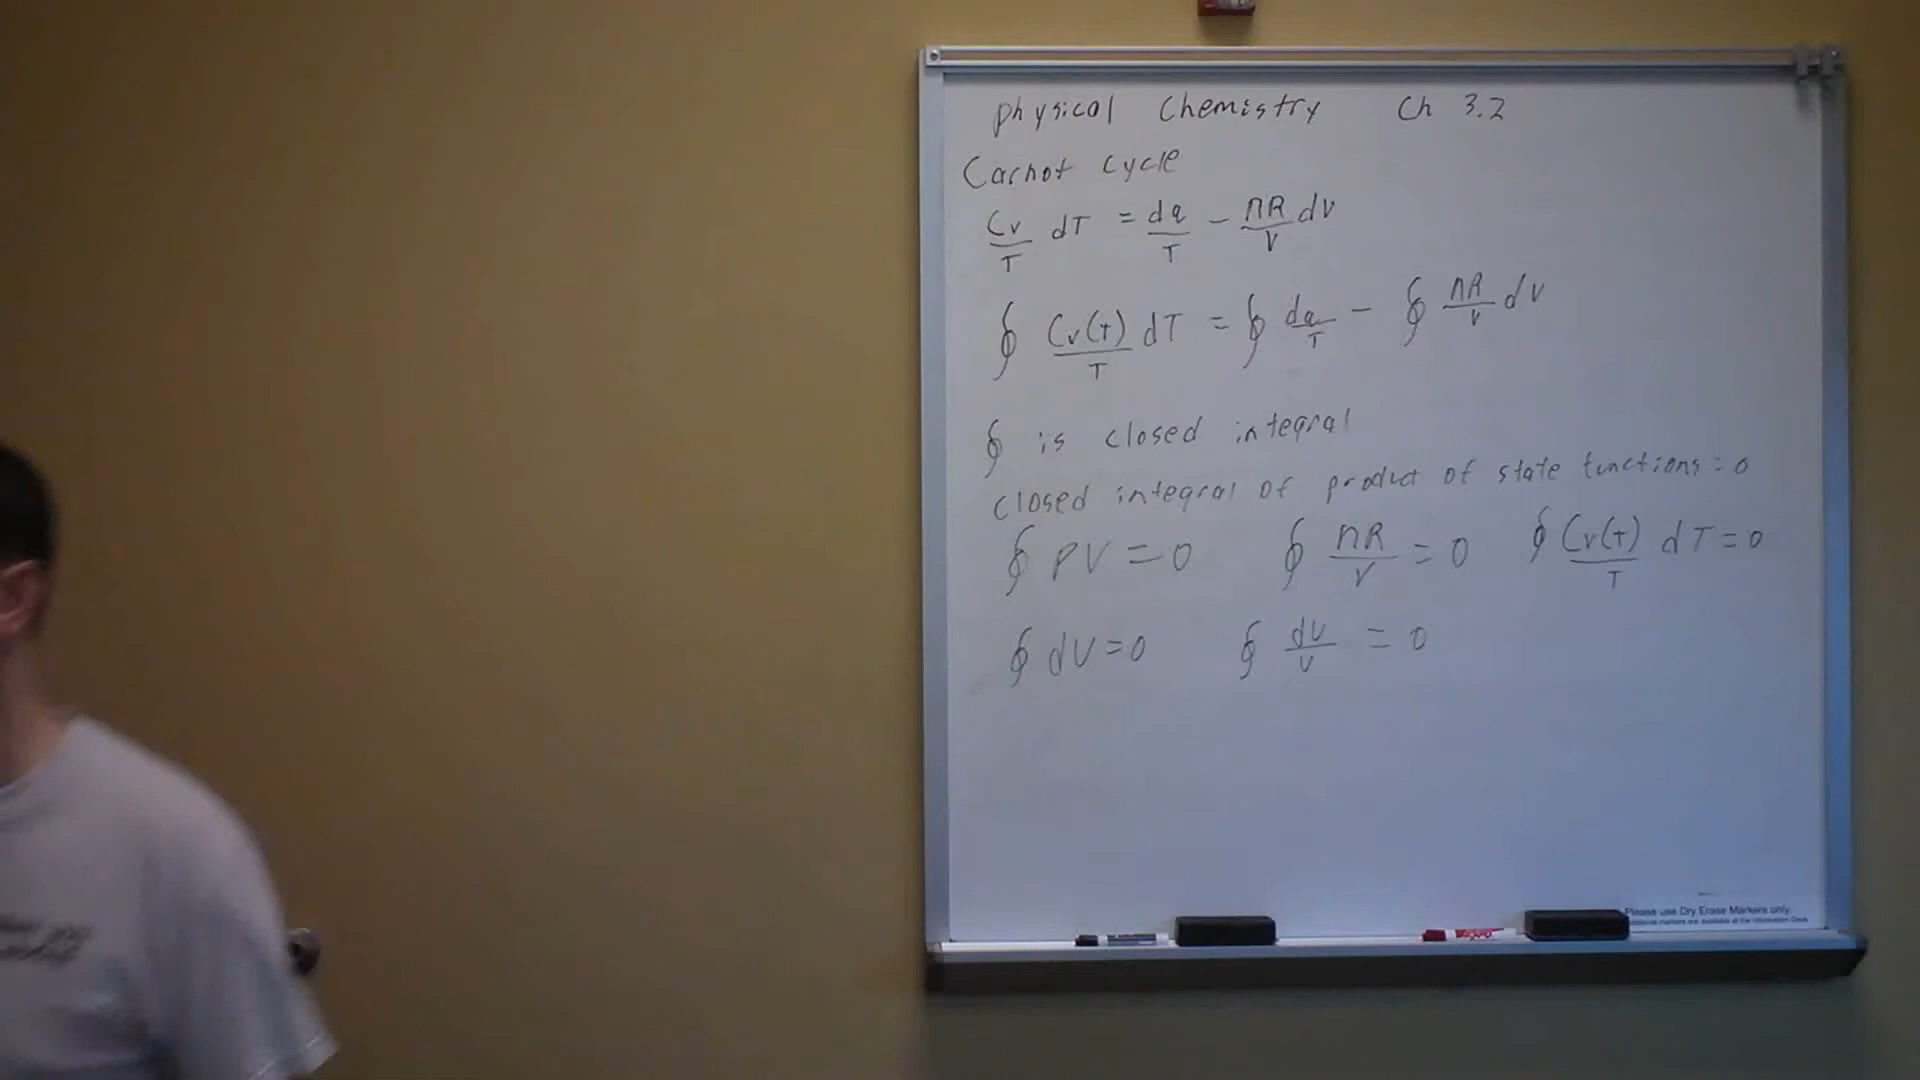 Physical Chemistry Ch 3.2
Carnot cycle
Cv/T dT = dq/T - nR/V dV
∮ Cv(T)/T dT = ∮ dq/T - ∮ nR/V dV
∮ is closed integral
closed integral of product of state functions = 0
∮ PV = 0 ∮ nR/V = 0 ∮ Cv(T)/T dT = 0
∮ dV = 0 ∮ dV/V = 0
Please use Dry Erase Markers only.